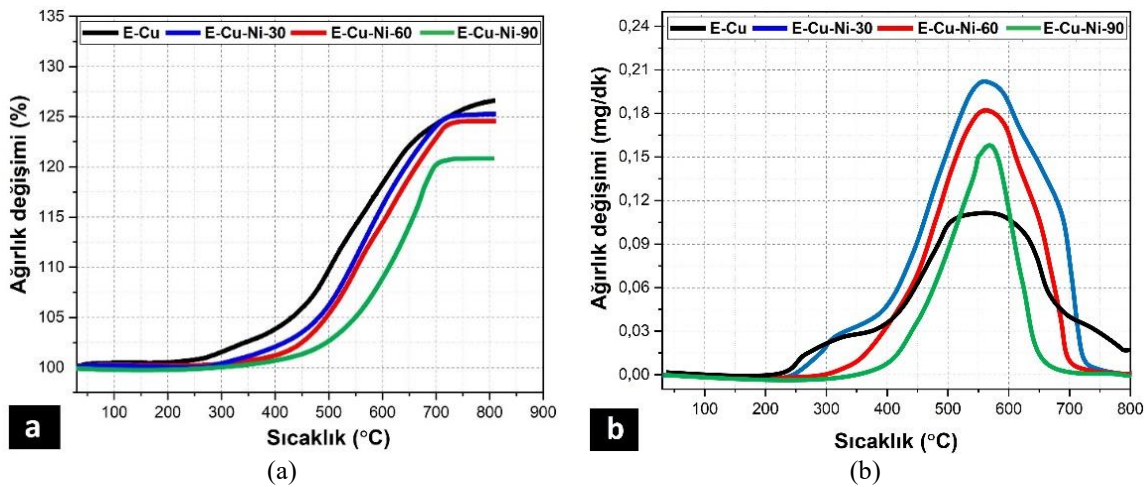 E-Cu E-Cu-Ni-30 E-Cu-Ni-60 E-Cu-Ni-90
135
130
125
120
115
110
105
100
Ağırlık değişimi (%)
100 200 300 400 500 600 700 800 900
Sıcaklık (°C)
a
(a)
E-Cu E-Cu-Ni-30 E-Cu-Ni-60 E-Cu-Ni-90
0,24
0,21
0,18
0,15
0,12
0,09
0,06
0,03
0,00
Ağırlık değişimi (mg/dk)
100 200 300 400 500 600 700 800
Sıcaklık (°C)
b
(b)